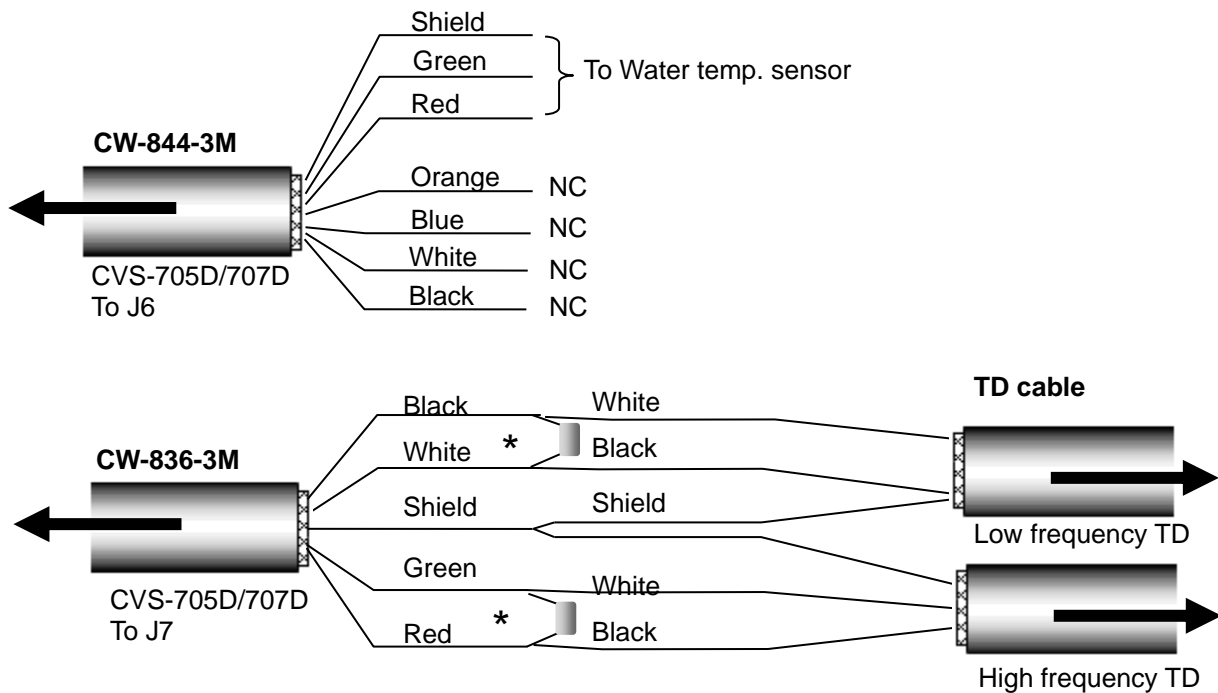 Shield
Green
To Water temp. sensor
Red
CW-844-3M
Orange NC
Blue NC
White NC
Black NC
CVS-705D/707D
To J6
TD cable
Black White
* Black
White
CW-836-3M
Shield Shield
Low frequency TD
Green White
CVS-705D/707D
To J7
Red * Black
High frequency TD